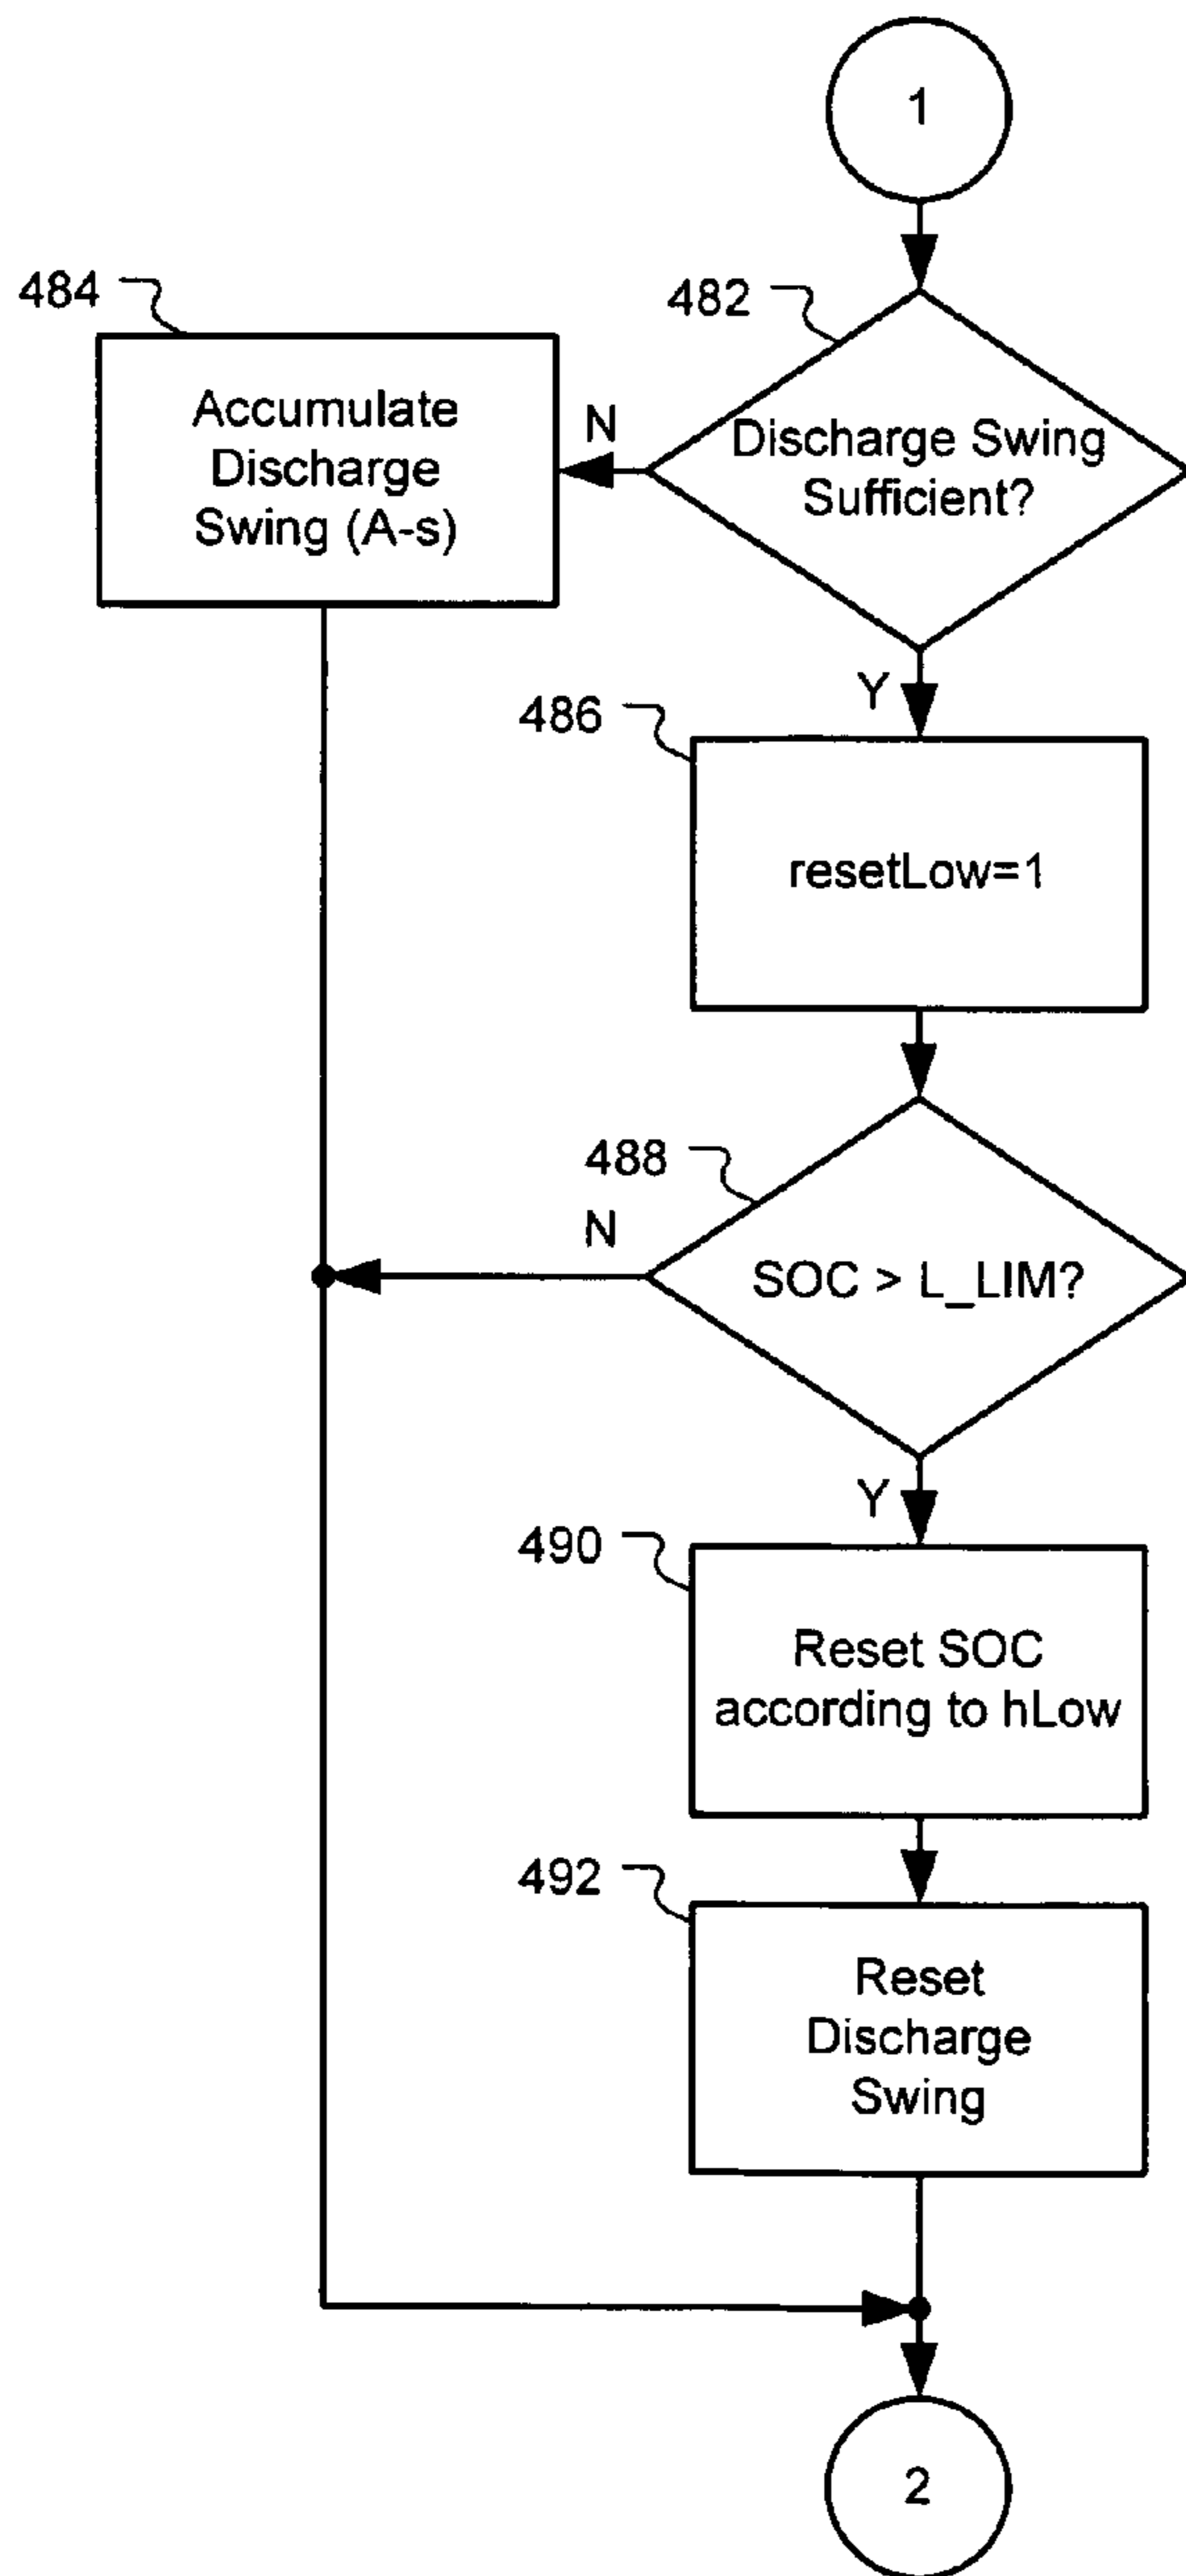 1
484
482
Accumulate
Discharge
Swing (A-s)
N
Discharge Swing
Sufficient?
Y
486
resetLow=1
488
N
SOC > L_LIM?
Y
490
Reset SOC
according to hLow
492
Reset
Discharge
Swing
2